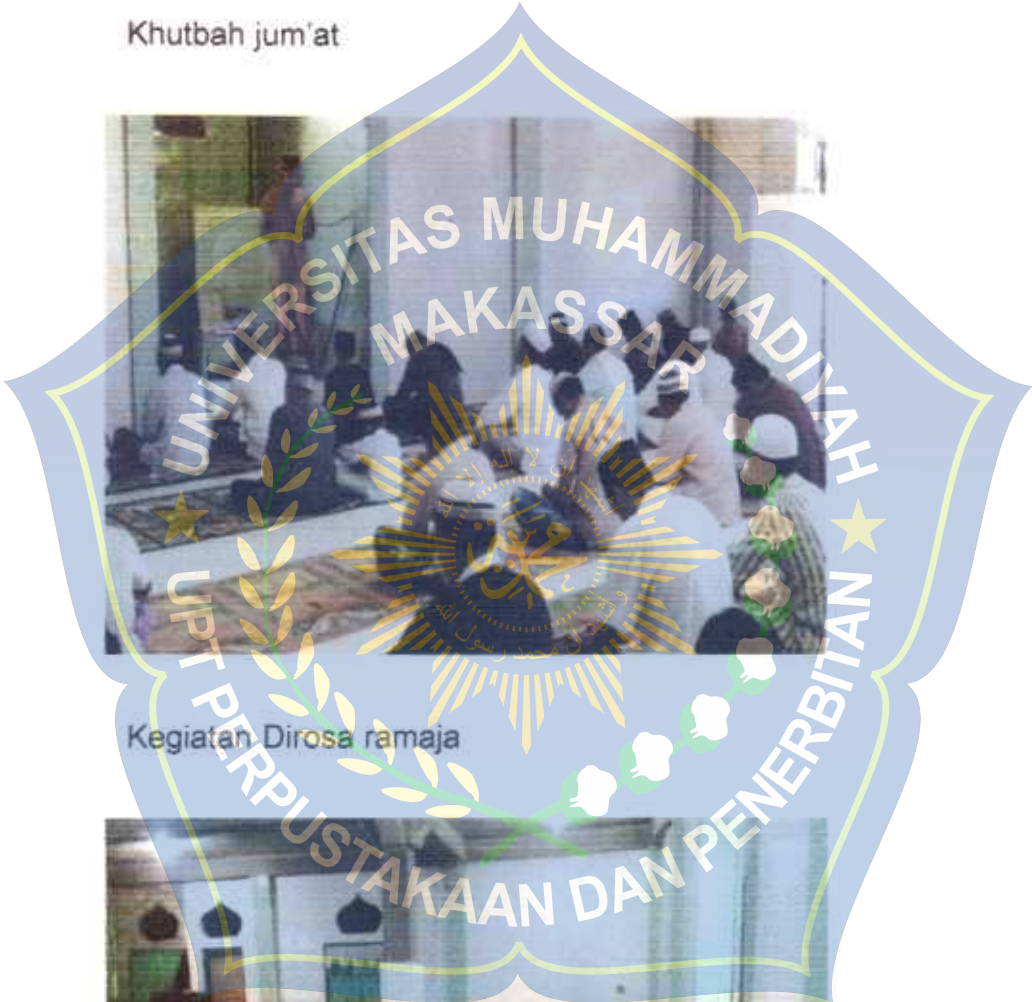 Khutbah jum'at
UNIVERSITAS MUHAMMADIYAH
MAKASSAR
Kegiatan Dirosa ramaja
UPT PERPUSTAKAAN DAN PENERBITAN